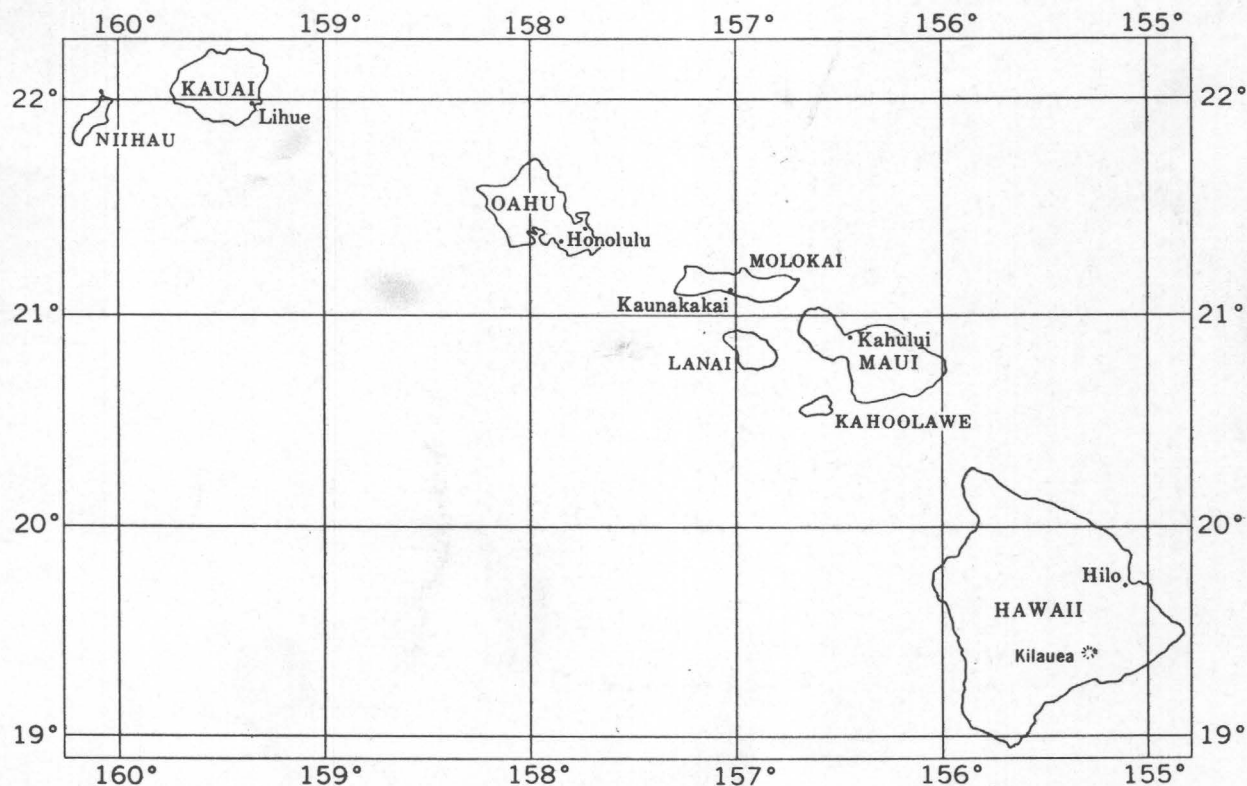 160° 159° 158° 157° 156° 155°
KAUAI
22° 22°
Lihue
NIIHAU
OAHU
Honolulu
MOLOKAI
Kaunakakai
21° 21°
Kahului
LANAI MAUI
KAHOOLAWE
20° 20°
Hilo
HAWAII
Kilauea
19° 19°
160° 159° 158° 157° 156° 155°